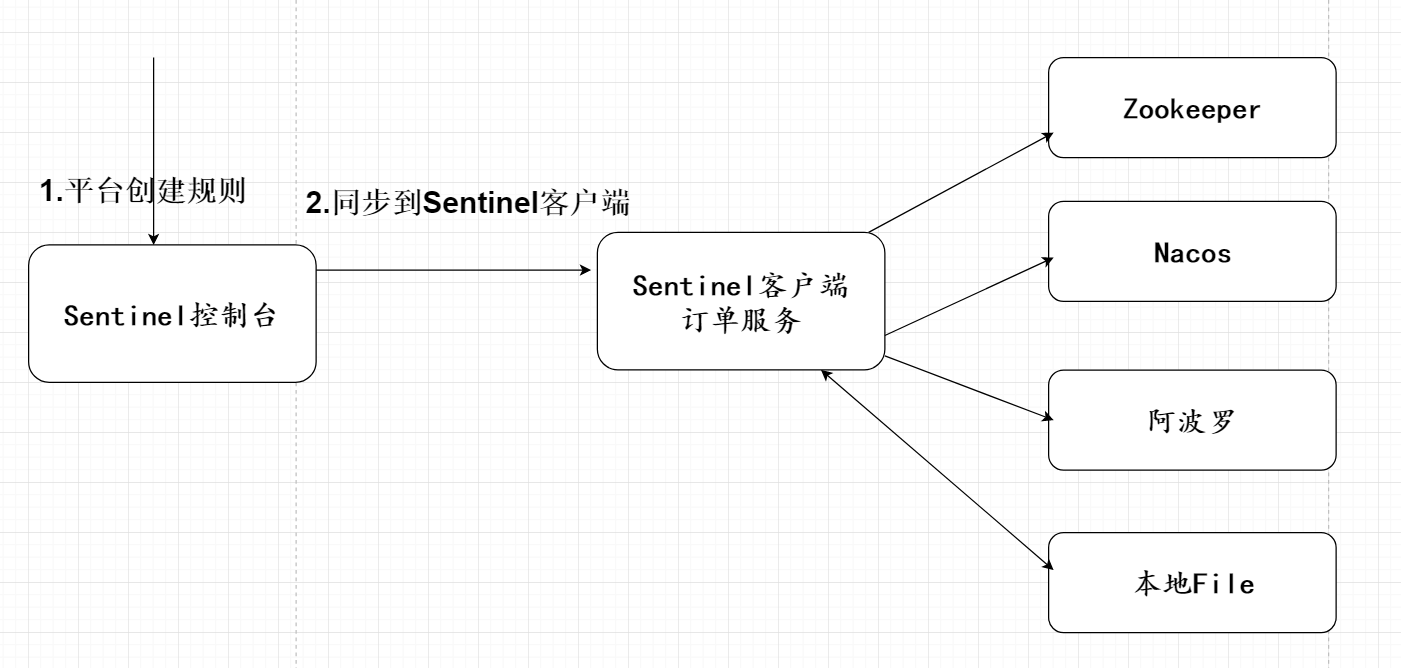 1.平台创建规则
2.同步到Sentinel客户端
Sentinel控制台
Sentinel客户端
订单服务
Zookeeper
Nacos
阿波罗
本地File